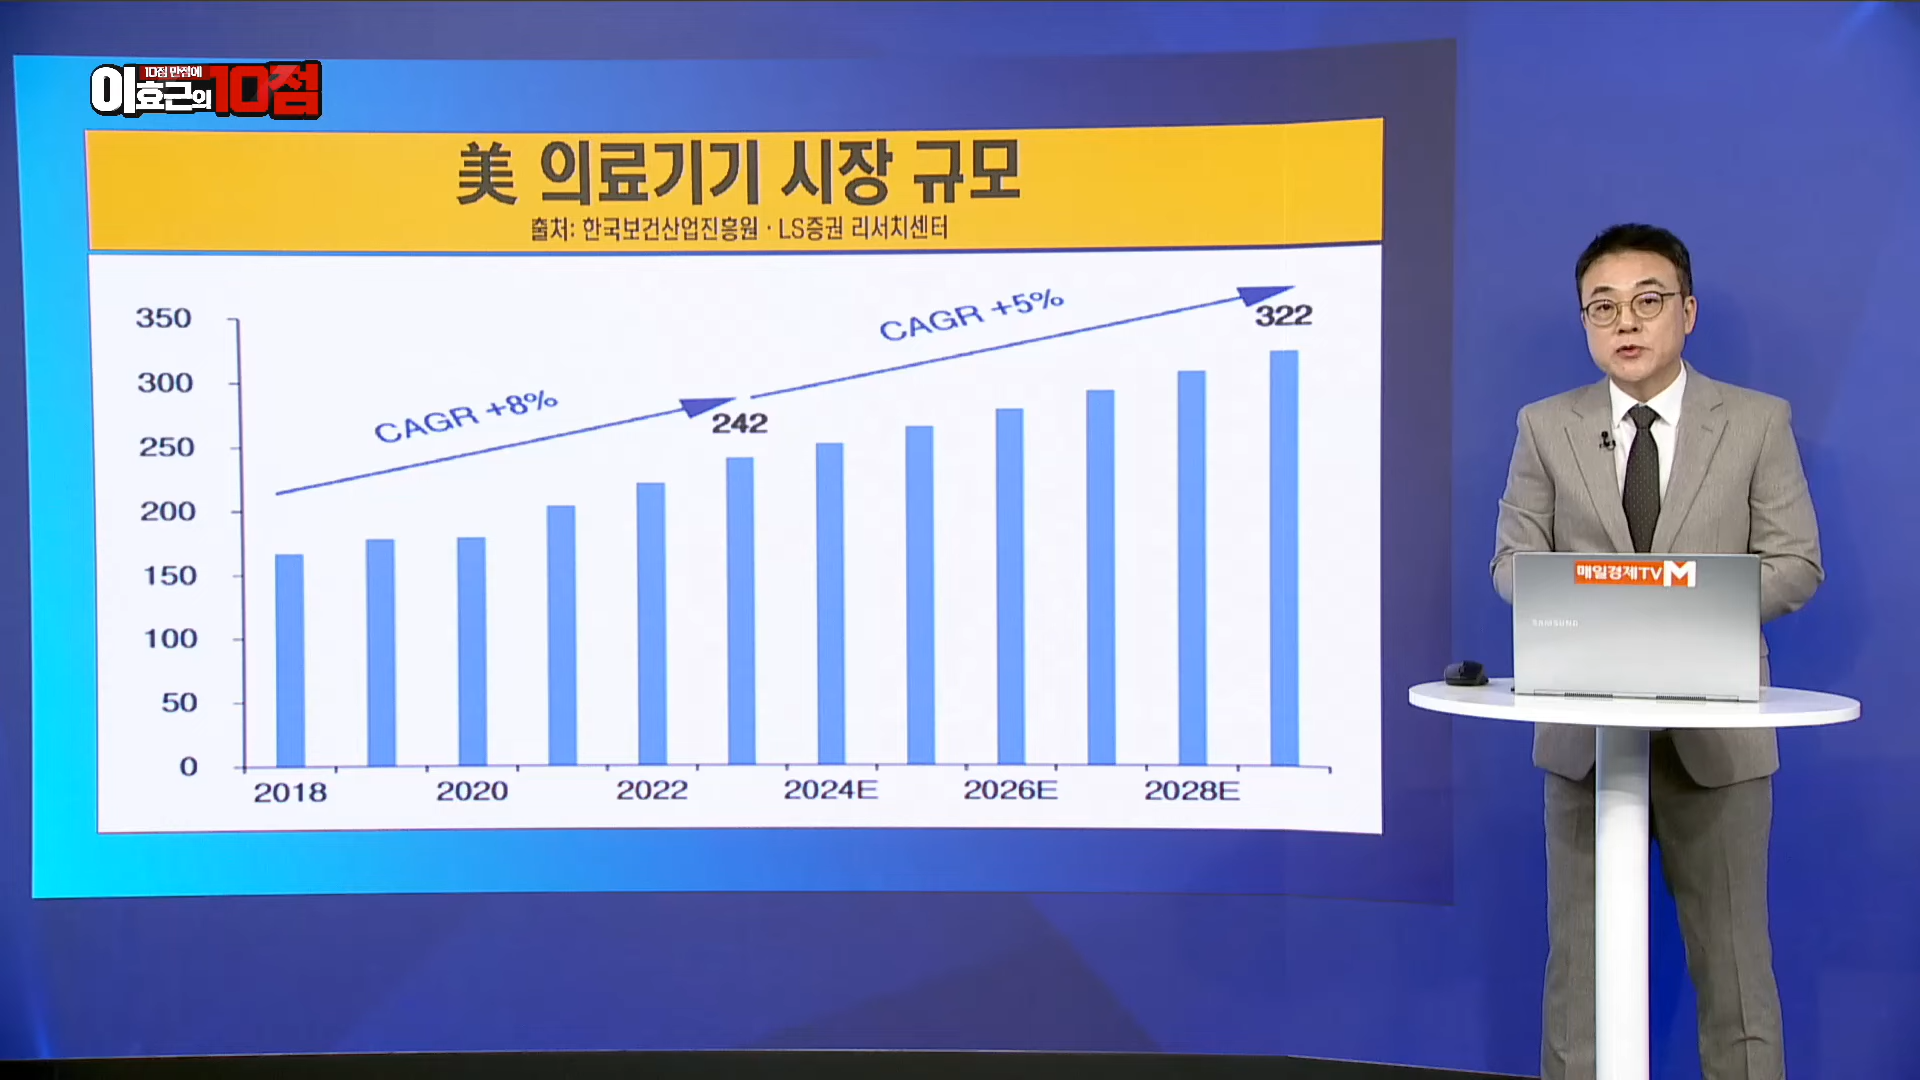 10점 만점에
이효근의 10점
美 의료기기 시장 규모
출처: 한국보건산업진흥원 · LS증권 리서치센터
350
300
250
200
150
100
50
0
CAGR +8%
242
CAGR +5%
322
2018
2020
2022
2024E
2026E
2028E
매일경제TV M
SAMSUNG